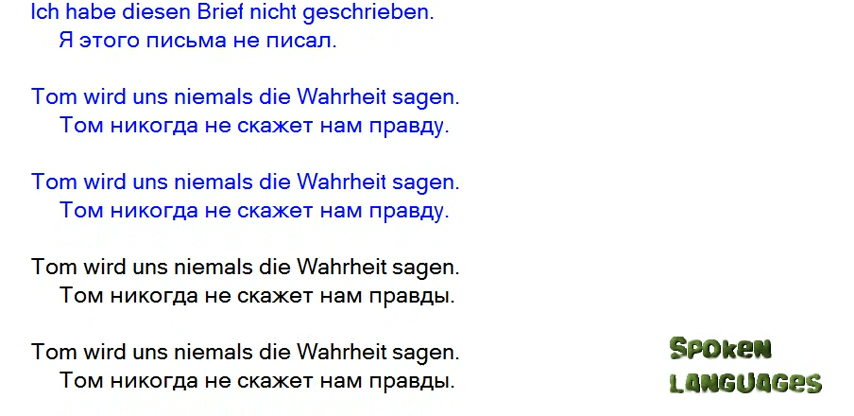 Ich habe diesen Brief nicht geschrieben.
Я этого письма не писал.
Tom wird uns niemals die Wahrheit sagen.
Том никогда не скажет нам правду.
Tom wird uns niemals die Wahrheit sagen.
Том никогда не скажет нам правду.
Tom wird uns niemals die Wahrheit sagen.
Том никогда не скажет нам правды.
Tom wird uns niemals die Wahrheit sagen.
Том никогда не скажет нам правды.
Spoken
Languages